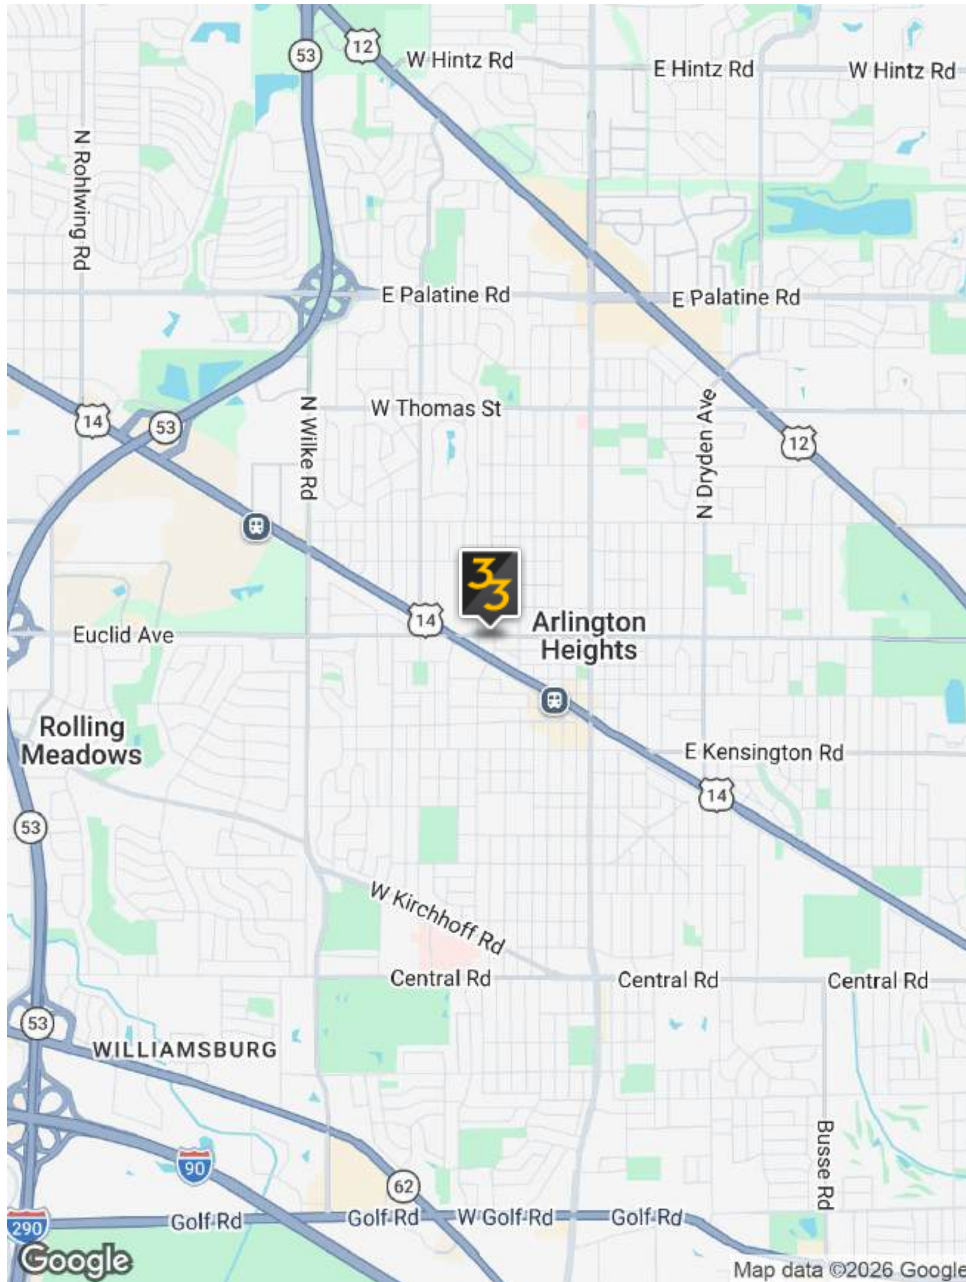 53
12
W Hintz Rd
E Hintz Rd
W Hintz Rd
N Rohlwing Rd
E Palatine Rd
E Palatine Rd
14
53
N Wilke Rd
W Thomas St
N Dryden Ave
12
33
14
Euclid Ave
Arlington
Heights
Rolling
Meadows
E Kensington Rd
14
53
W Kirchhoff Rd
Central Rd
Central Rd
Central Rd
53
WILLIAMSBURG
90
62
Busse Rd
290
Golf Rd
Golf Rd
W Golf Rd
Golf Rd
Google
Map data ©2026 Google